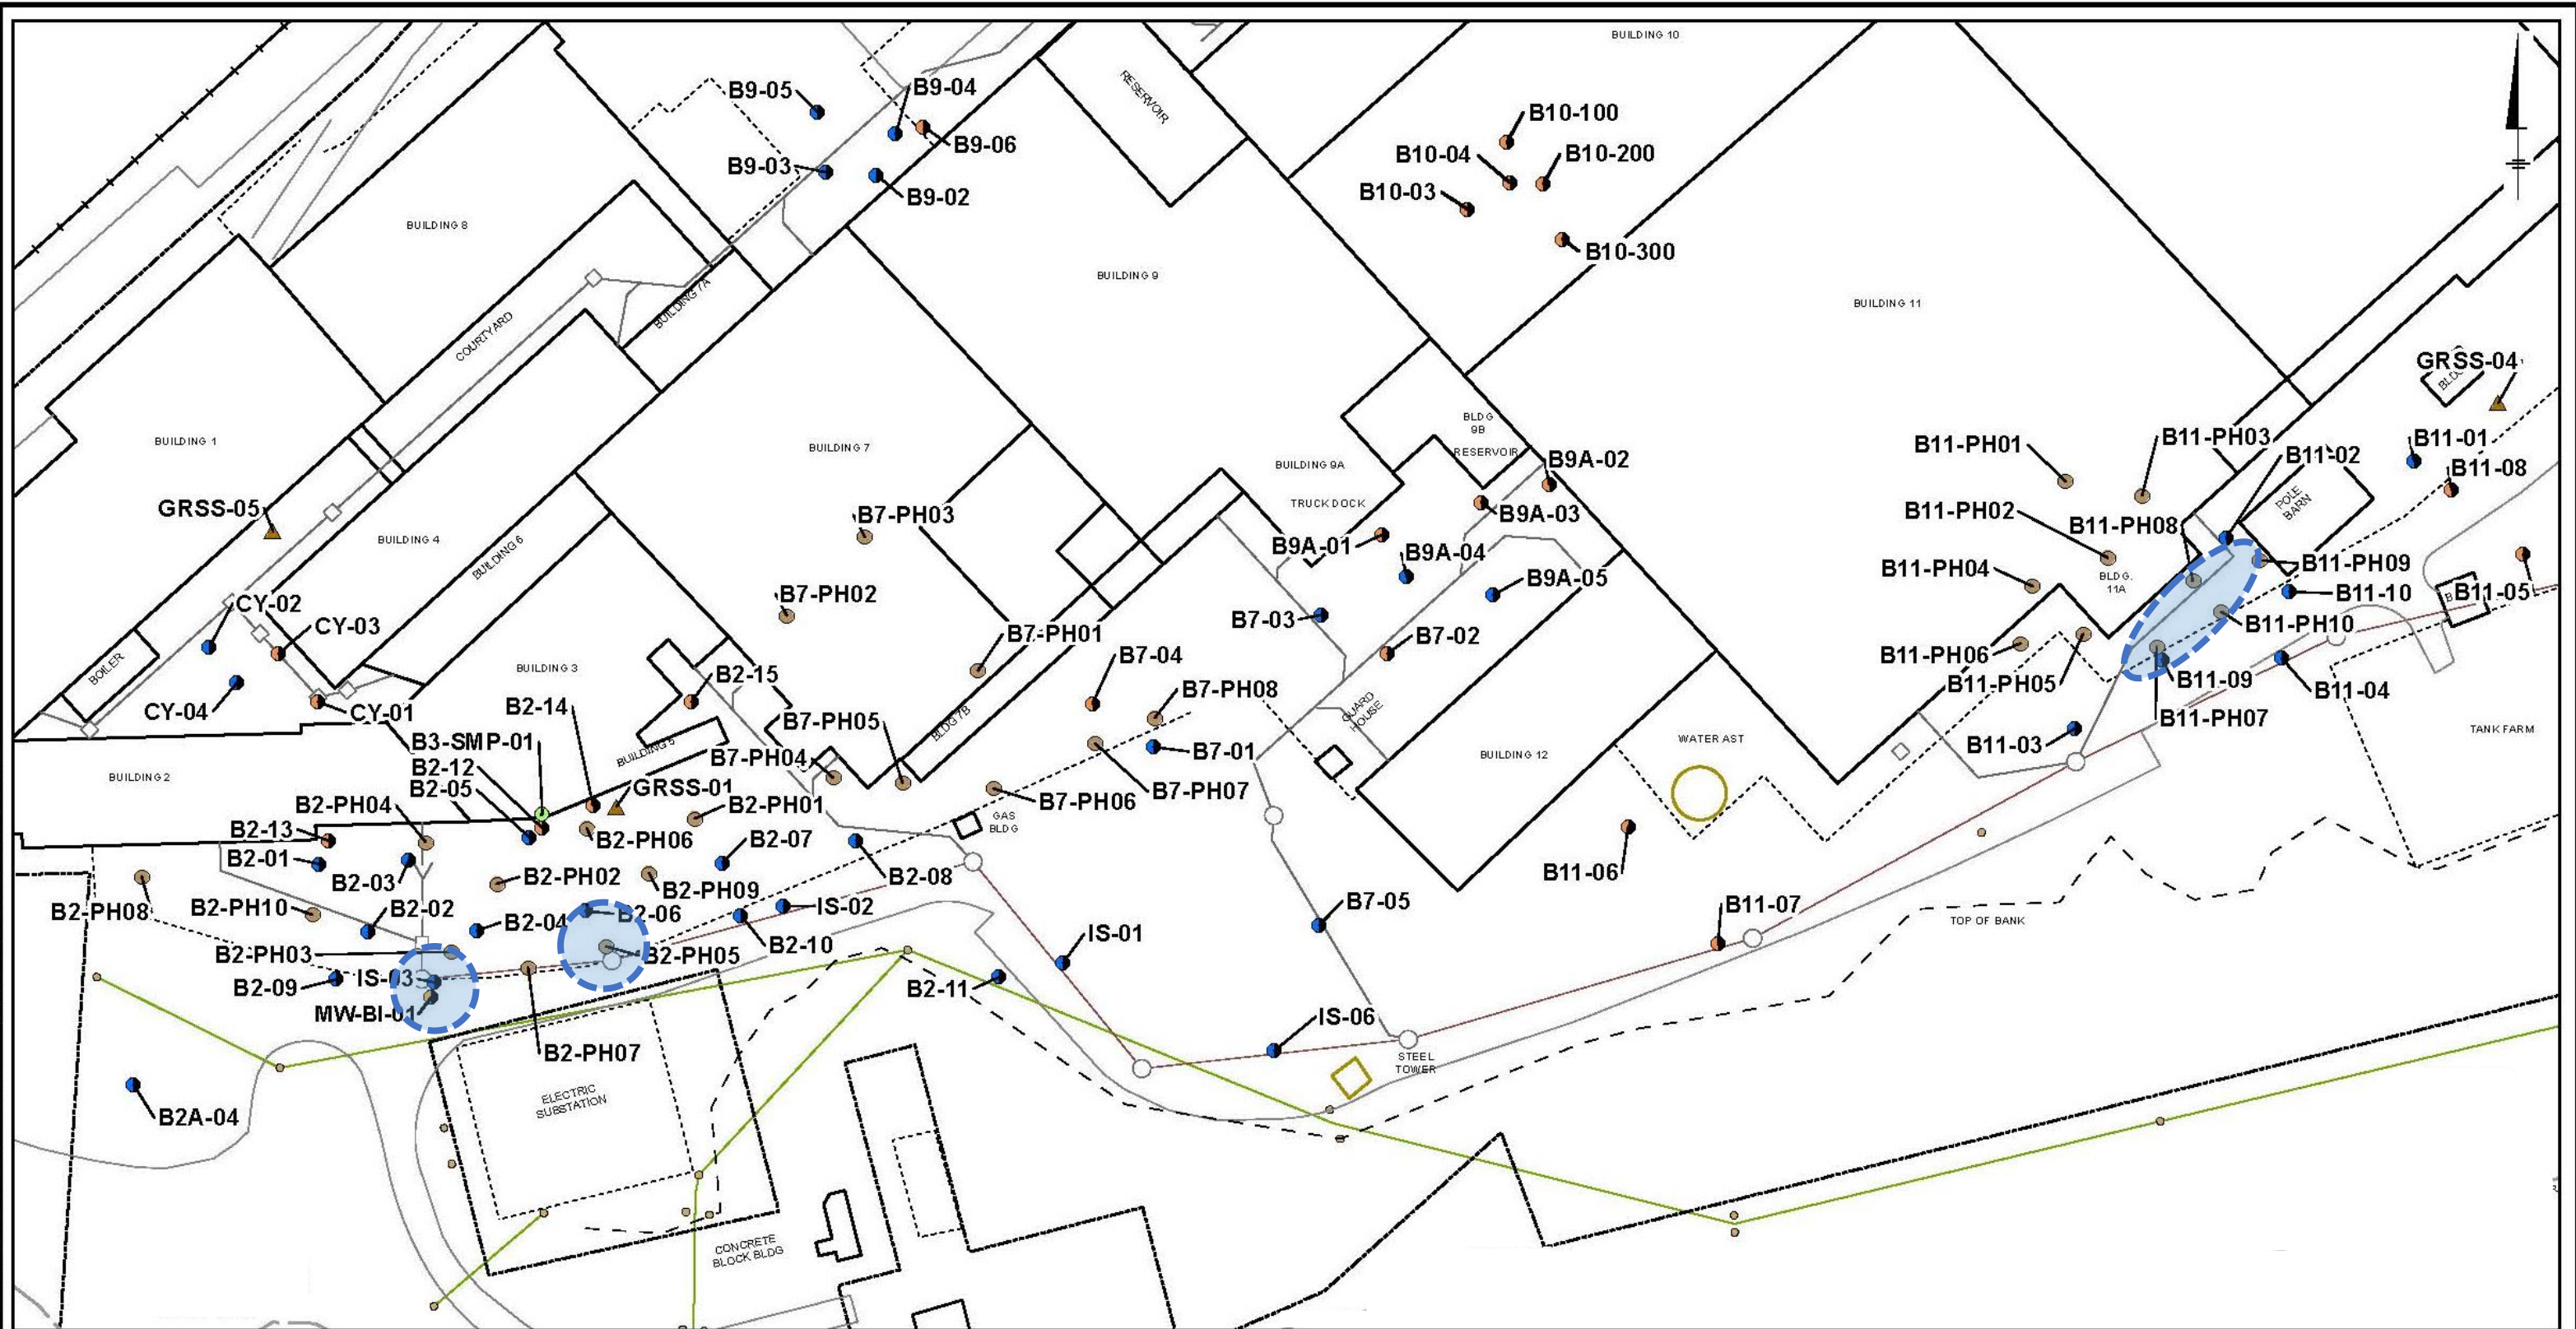 BUILDING 10
RESERVOIR
B9-05
B9-04
B9-06
B9-03
B9-02
B10-100
B10-04
B10-200
B10-03
B10-300
BUILDING 8
BUILDING 9
BUILDING 11
COURTYARD
BUILDING 7A
GRSS-04
BUILDING 1
BUILDING 7
BLDG
9B
RESERVOIR
BUILDING 9A
TRUCK DOCK
B9A-02
B9A-03
B9A-01
B9A-04
B9A-05
B11-PH01
B11-PH03
B11-02
B11-01
B11-08
POLE
BARN
B11-PH02
B11-PH08
GRSS-05
BUILDING 4
BUILDING 6
B7-PH03
B7-PH02
B11-PH04
BLDG.
11A
B11-PH09
B11-10
B11-05
B11-PH10
CY-02
CY-03
BOILER
BUILDING 3
B7-PH01
B7-03
B7-02
B7-04
B11-PH06
B11-PH05
B11-09
B11-04
B11-PH07
B2-15
B7-PH08
CY-04
CY-01
B2-14
B7-PH05
BLDG 7B
GUARD
HOUSE
B11-03
TANK FARM
B3-SMP-01
BUILDING 5
B7-PH04
B7-01
BUILDING 12
WATER AST
BUILDING 2
B2-12
B2-05
GRSS-01
B7-PH06
B7-PH07
B2-PH04
B2-PH01
GAS
BLDG
B2-13
B2-PH06
B2-07
B2-01
B2-03
B2-PH02
B2-PH09
B2-08
B11-06
B2-PH08
B2-PH10
B2-02
B2-04
B2-06
IS-02
B7-05
B11-07
TOP OF BANK
B2-PH03
B2-PH05
B2-10
IS-01
B2-09
IS-03
B2-11
MW-BI-01
IS-06
B2-PH07
STEEL
TOWER
ELECTRIC
SUBSTATION
B2A-04
CONCRETE
BLOCK BLDG